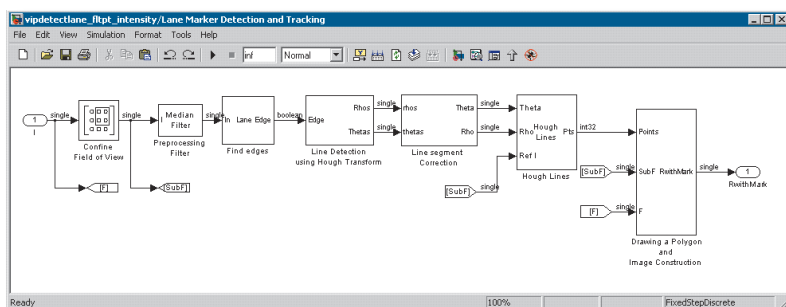 vipdetectlane_fltpt_intensity/Lane Marker Detection and Tracking
File Edit View Simulation Format Tools Help
inf
Normal
1
I
single
Confine
Field of View
single
[F]
[SubF]
I
Median
Filter
Preprocessing
Filter
single
In Lane Edge
Find edges
boolean
Edge
Rhos
Thetas
Line Detection
using Hough Transform
single
single
rhos
thetas
Theta
Rho
Line segment
Correction
single
single
Theta
Rho
Ref I
Hough
Lines
Pts
Hough Lines
[SubF]
single
int32
[SubF]
single
[F]
single
Points
SubF
F
RwithMark
Drawing a Polygon
and
Image Construction
single
1
RwithMark
Ready
100%
FixedStepDiscrete